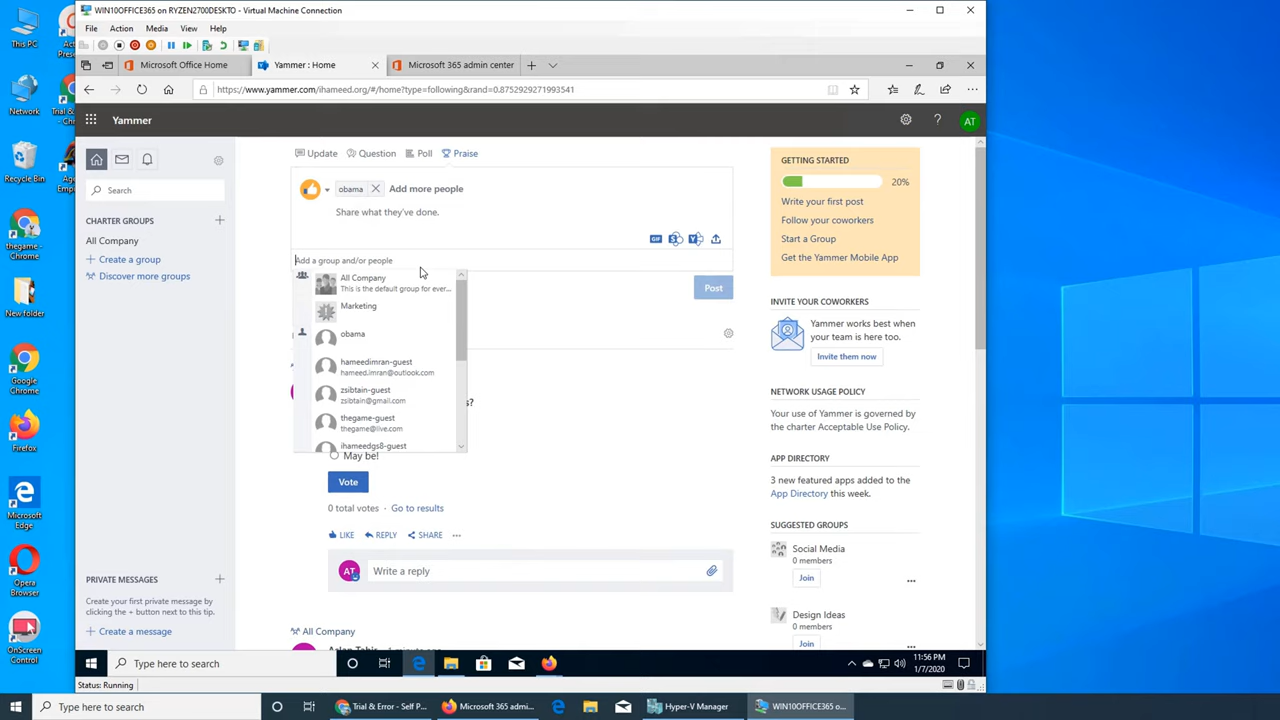 WIN10OFFICE365 on RYZEN2700DESKTO - Virtual Machine Connection
File Action Media View Help
Microsoft Office Home
Yammer : Home
Microsoft 365 admin center
https://www.yammer.com/ihameed.org/#/home?type=following&rand=0.8752929271993541
Yammer
AT
Update Question Poll Praise
obama Add more people
Share what they've done.
GIF
Add a group and/or people
All Company
This is the default group for ever...
Marketing
obama
hameedimran-guest
hameed.imran@outlook.com
zsibtain-guest
zsibtain@gmail.com
thegame-guest
thegame@live.com
ihameedgs8-guest
Post
s?
May be!
Vote
0 total votes Go to results
LIKE REPLY SHARE
AT Write a reply
All Company
1 minute ago
Search
CHARTER GROUPS
All Company
Create a group
Discover more groups
PRIVATE MESSAGES
Create your first private message by
clicking the + button next to this tip.
Create a message
GETTING STARTED
20%
Write your first post
Follow your coworkers
Start a Group
Get the Yammer Mobile App
INVITE YOUR COWORKERS
Yammer works best when
your team is here too.
Invite them now
NETWORK USAGE POLICY
Your use of Yammer is governed by
the charter Acceptable Use Policy.
APP DIRECTORY
3 new featured apps added to the
App Directory this week.
SUGGESTED GROUPS
Social Media
0 members
Join
Design Ideas
0 members
Join
Type here to search
11:56 PM
1/7/2020
Status: Running
This PC
Network
Recycle Bin
thegame -
Chrome
New folder
Google
Chrome
Firefox
Microsoft
Edge
Opera
Browser
OnScreen
Control
Type here to search
Trial & Error - Self P...
Microsoft 365 admi...
Hyper-V Manager
WIN10OFFICE365 o...